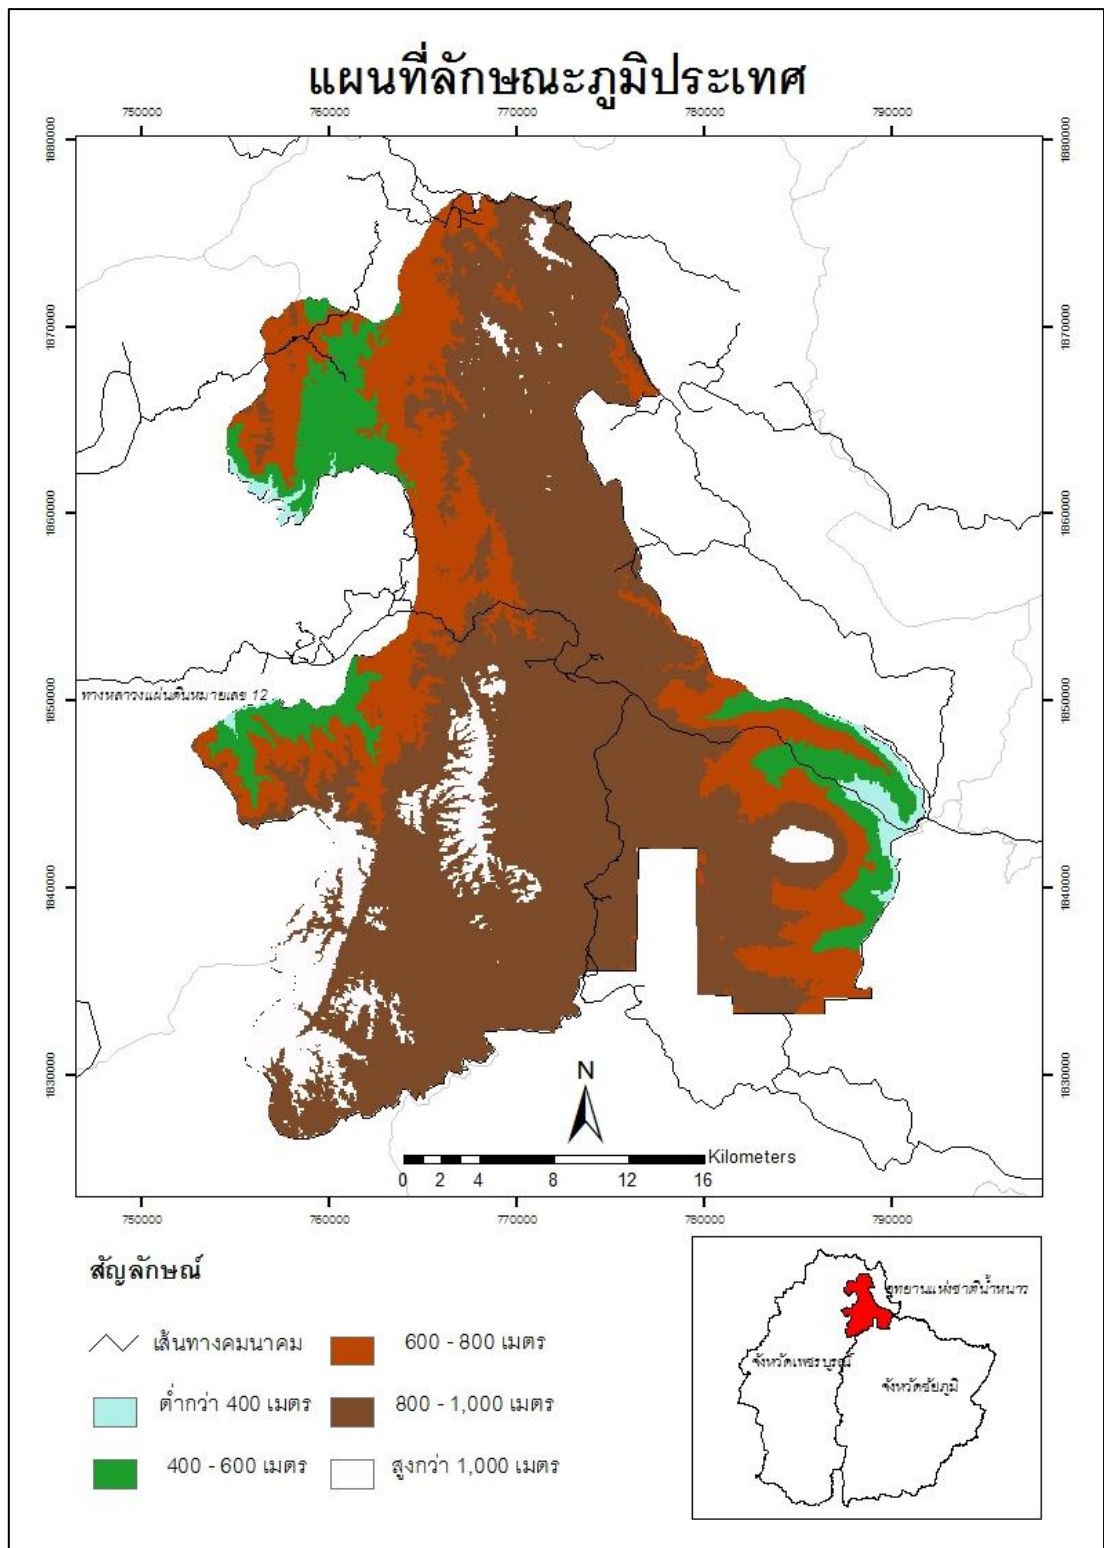 แผนที่ลักษณะภูมิประเทศ
750000 760000 770000 780000 790000
1880000 1880000
1870000 1870000
1860000 1860000
ทางหลวงแผ่นดินหมายเลข 12
1850000 1850000
1840000 1840000
1830000 1830000
N
Kilometers
0 2 4 8 12 16
750000 760000 770000 780000 790000
สัญลักษณ์
เส้นทางคมนาคม
600 - 800 เมตร
ต่ำกว่า 400 เมตร
800 - 1,000 เมตร
400 - 600 เมตร
สูงกว่า 1,000 เมตร
อุทยานแห่งชาติน้ำหนาว
จังหวัดเพชรบูรณ์
จังหวัดชัยภูมิ